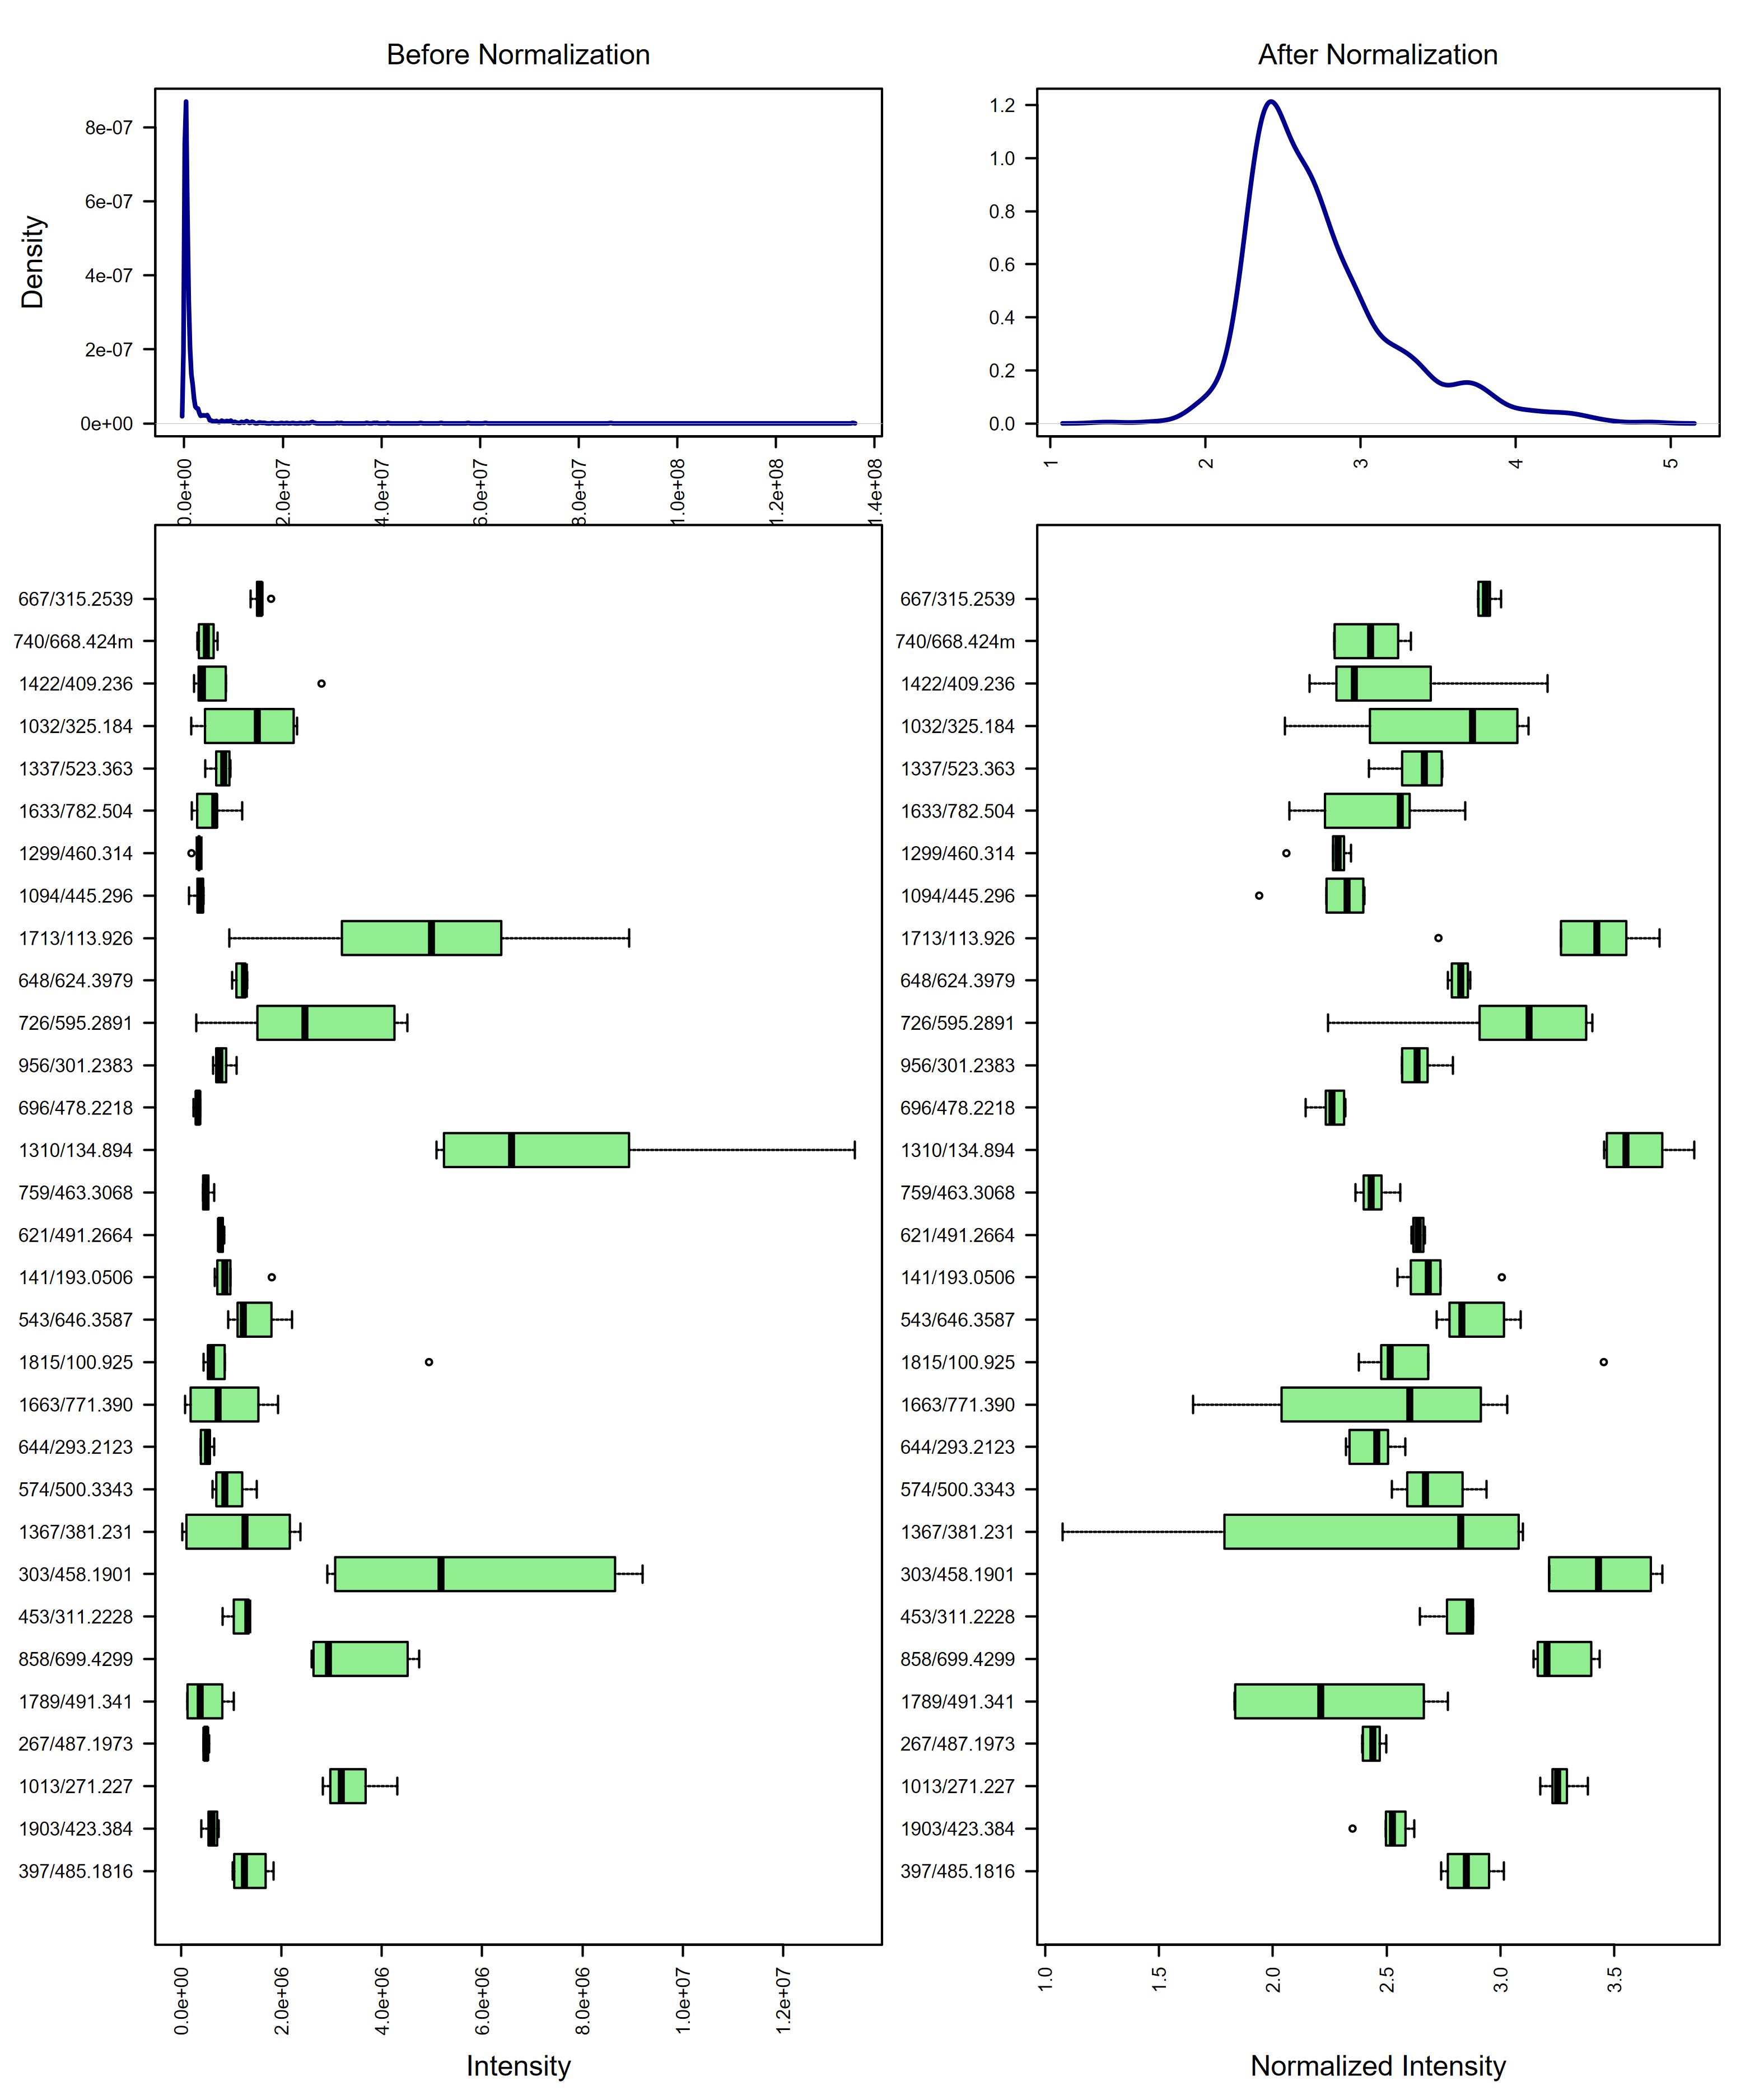 Before Normalization
After Normalization
Density
8e-07
6e-07
4e-07
2e-07
0e+00
0.0e+00
2.0e+07
4.0e+07
6.0e+07
8.0e+07
1.0e+08
1.2e+08
1.4e+08
1.2
1.0
0.8
0.6
0.4
0.2
0.0
1
2
3
4
5
667/315.2539
740/668.424m
1422/409.236
1032/325.184
1337/523.363
1633/782.504
1299/460.314
1094/445.296
1713/113.926
648/624.3979
726/595.2891
956/301.2383
696/478.2218
1310/134.894
759/463.3068
621/491.2664
141/193.0506
543/646.3587
1815/100.925
1663/771.390
644/293.2123
574/500.3343
1367/381.231
303/458.1901
453/311.2228
858/699.4299
1789/491.341
267/487.1973
1013/271.227
1903/423.384
397/485.1816
0.0e+00
2.0e+06
4.0e+06
6.0e+06
8.0e+06
1.0e+07
1.2e+07
Intensity
667/315.2539
740/668.424m
1422/409.236
1032/325.184
1337/523.363
1633/782.504
1299/460.314
1094/445.296
1713/113.926
648/624.3979
726/595.2891
956/301.2383
696/478.2218
1310/134.894
759/463.3068
621/491.2664
141/193.0506
543/646.3587
1815/100.925
1663/771.390
644/293.2123
574/500.3343
1367/381.231
303/458.1901
453/311.2228
858/699.4299
1789/491.341
267/487.1973
1013/271.227
1903/423.384
397/485.1816
1.0
1.5
2.0
2.5
3.0
3.5
Normalized Intensity